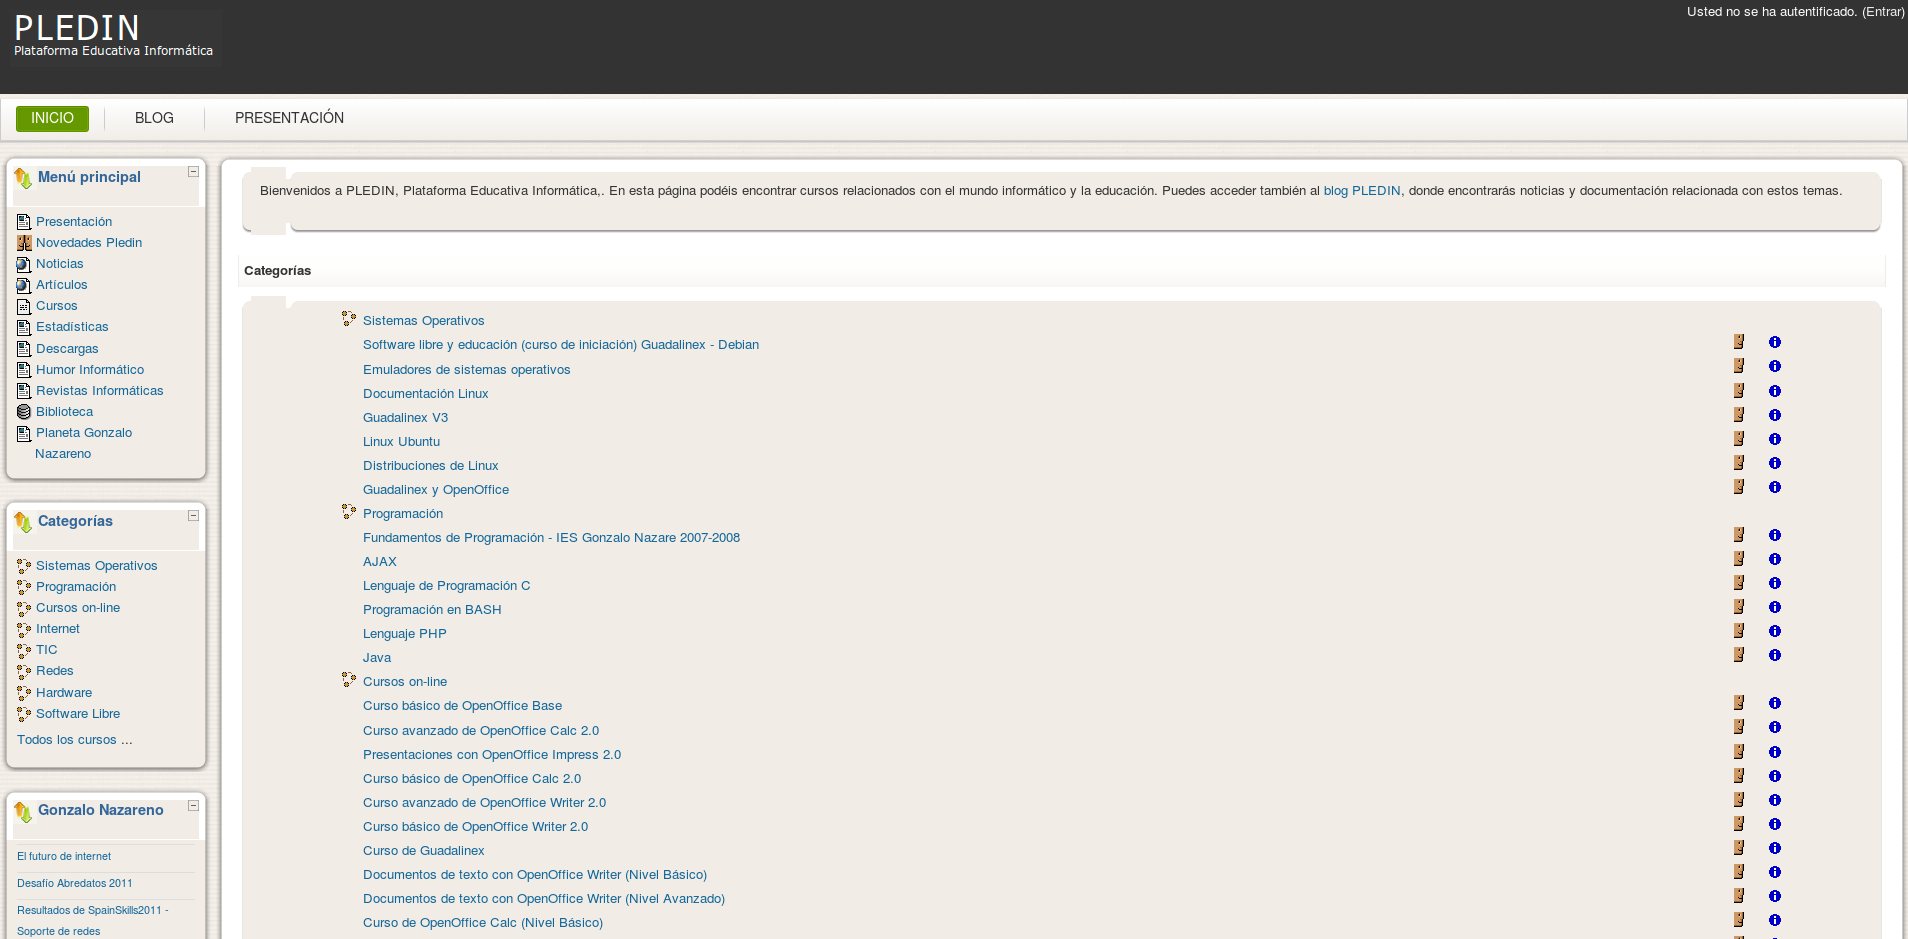 PLEDIN
Plataforma Educativa Informática
Usted no se ha autentificado. (Entrar)
INICIO
BLOG
PRESENTACIÓN
Menú principal
Presentación
Novedades Pledin
Noticias
Artículos
Cursos
Estadísticas
Descargas
Humor Informático
Revistas Informáticas
Biblioteca
Planeta Gonzalo
Nazareno
Categorías
Sistemas Operativos
Programación
Cursos on-line
Internet
TIC
Redes
Hardware
Software Libre
Todos los cursos ...
Gonzalo Nazareno
El futuro de internet
Desafío Abredatos 2011
Resultados de SpainSkills2011 -
Soporte de redes
Bienvenidos a PLEDIN, Plataforma Educativa Informática,. En esta página podéis encontrar cursos relacionados con el mundo informático y la educación. Puedes acceder también al blog PLEDIN, donde encontrarás noticias y documentación relacionada con estos temas.
Categorías
Sistemas Operativos
Software libre y educación (curso de iniciación) Guadalinex - Debian
Emuladores de sistemas operativos
Documentación Linux
Guadalinex V3
Linux Ubuntu
Distribuciones de Linux
Guadalinex y OpenOffice
Programación
Fundamentos de Programación - IES Gonzalo Nazare 2007-2008
AJAX
Lenguaje de Programación C
Programación en BASH
Lenguaje PHP
Java
Cursos on-line
Curso básico de OpenOffice Base
Curso avanzado de OpenOffice Calc 2.0
Presentaciones con OpenOffice Impress 2.0
Curso básico de OpenOffice Calc 2.0
Curso avanzado de OpenOffice Writer 2.0
Curso básico de OpenOffice Writer 2.0
Curso de Guadalinex
Documentos de texto con OpenOffice Writer (Nivel Básico)
Documentos de texto con OpenOffice Writer (Nivel Avanzado)
Curso de OpenOffice Calc (Nivel Básico)